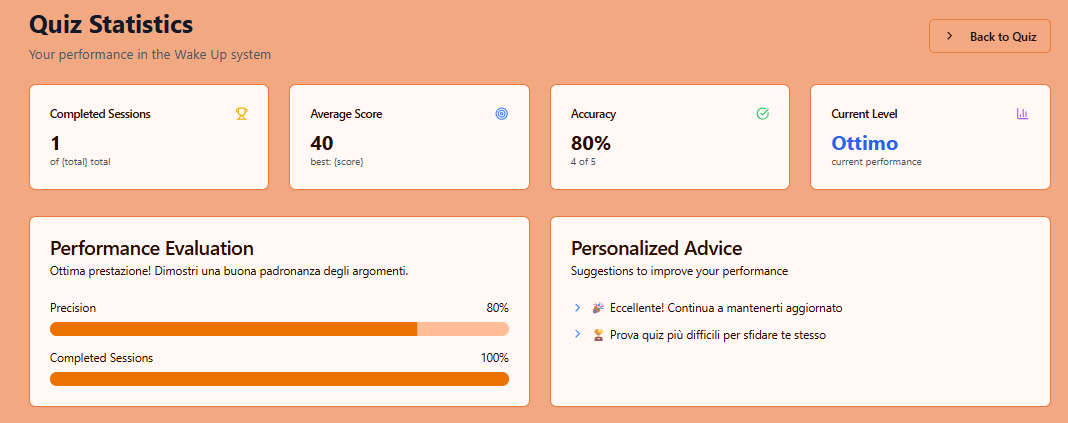 Quiz Statistics
Your performance in the Wake Up system
Back to Quiz
Completed Sessions
1
of {total} total
Average Score
40
best: {score}
Accuracy
80%
4 of 5
Current Level
Ottimo
current performance
Performance Evaluation
Ottima prestazione! Dimostri una buona padronanza degli argomenti.
Precision 80%
Completed Sessions 100%
Personalized Advice
Suggestions to improve your performance
🎉 Eccellente! Continua a mantenerti aggiornato
🏆 Prova quiz più difficili per sfidare te stesso